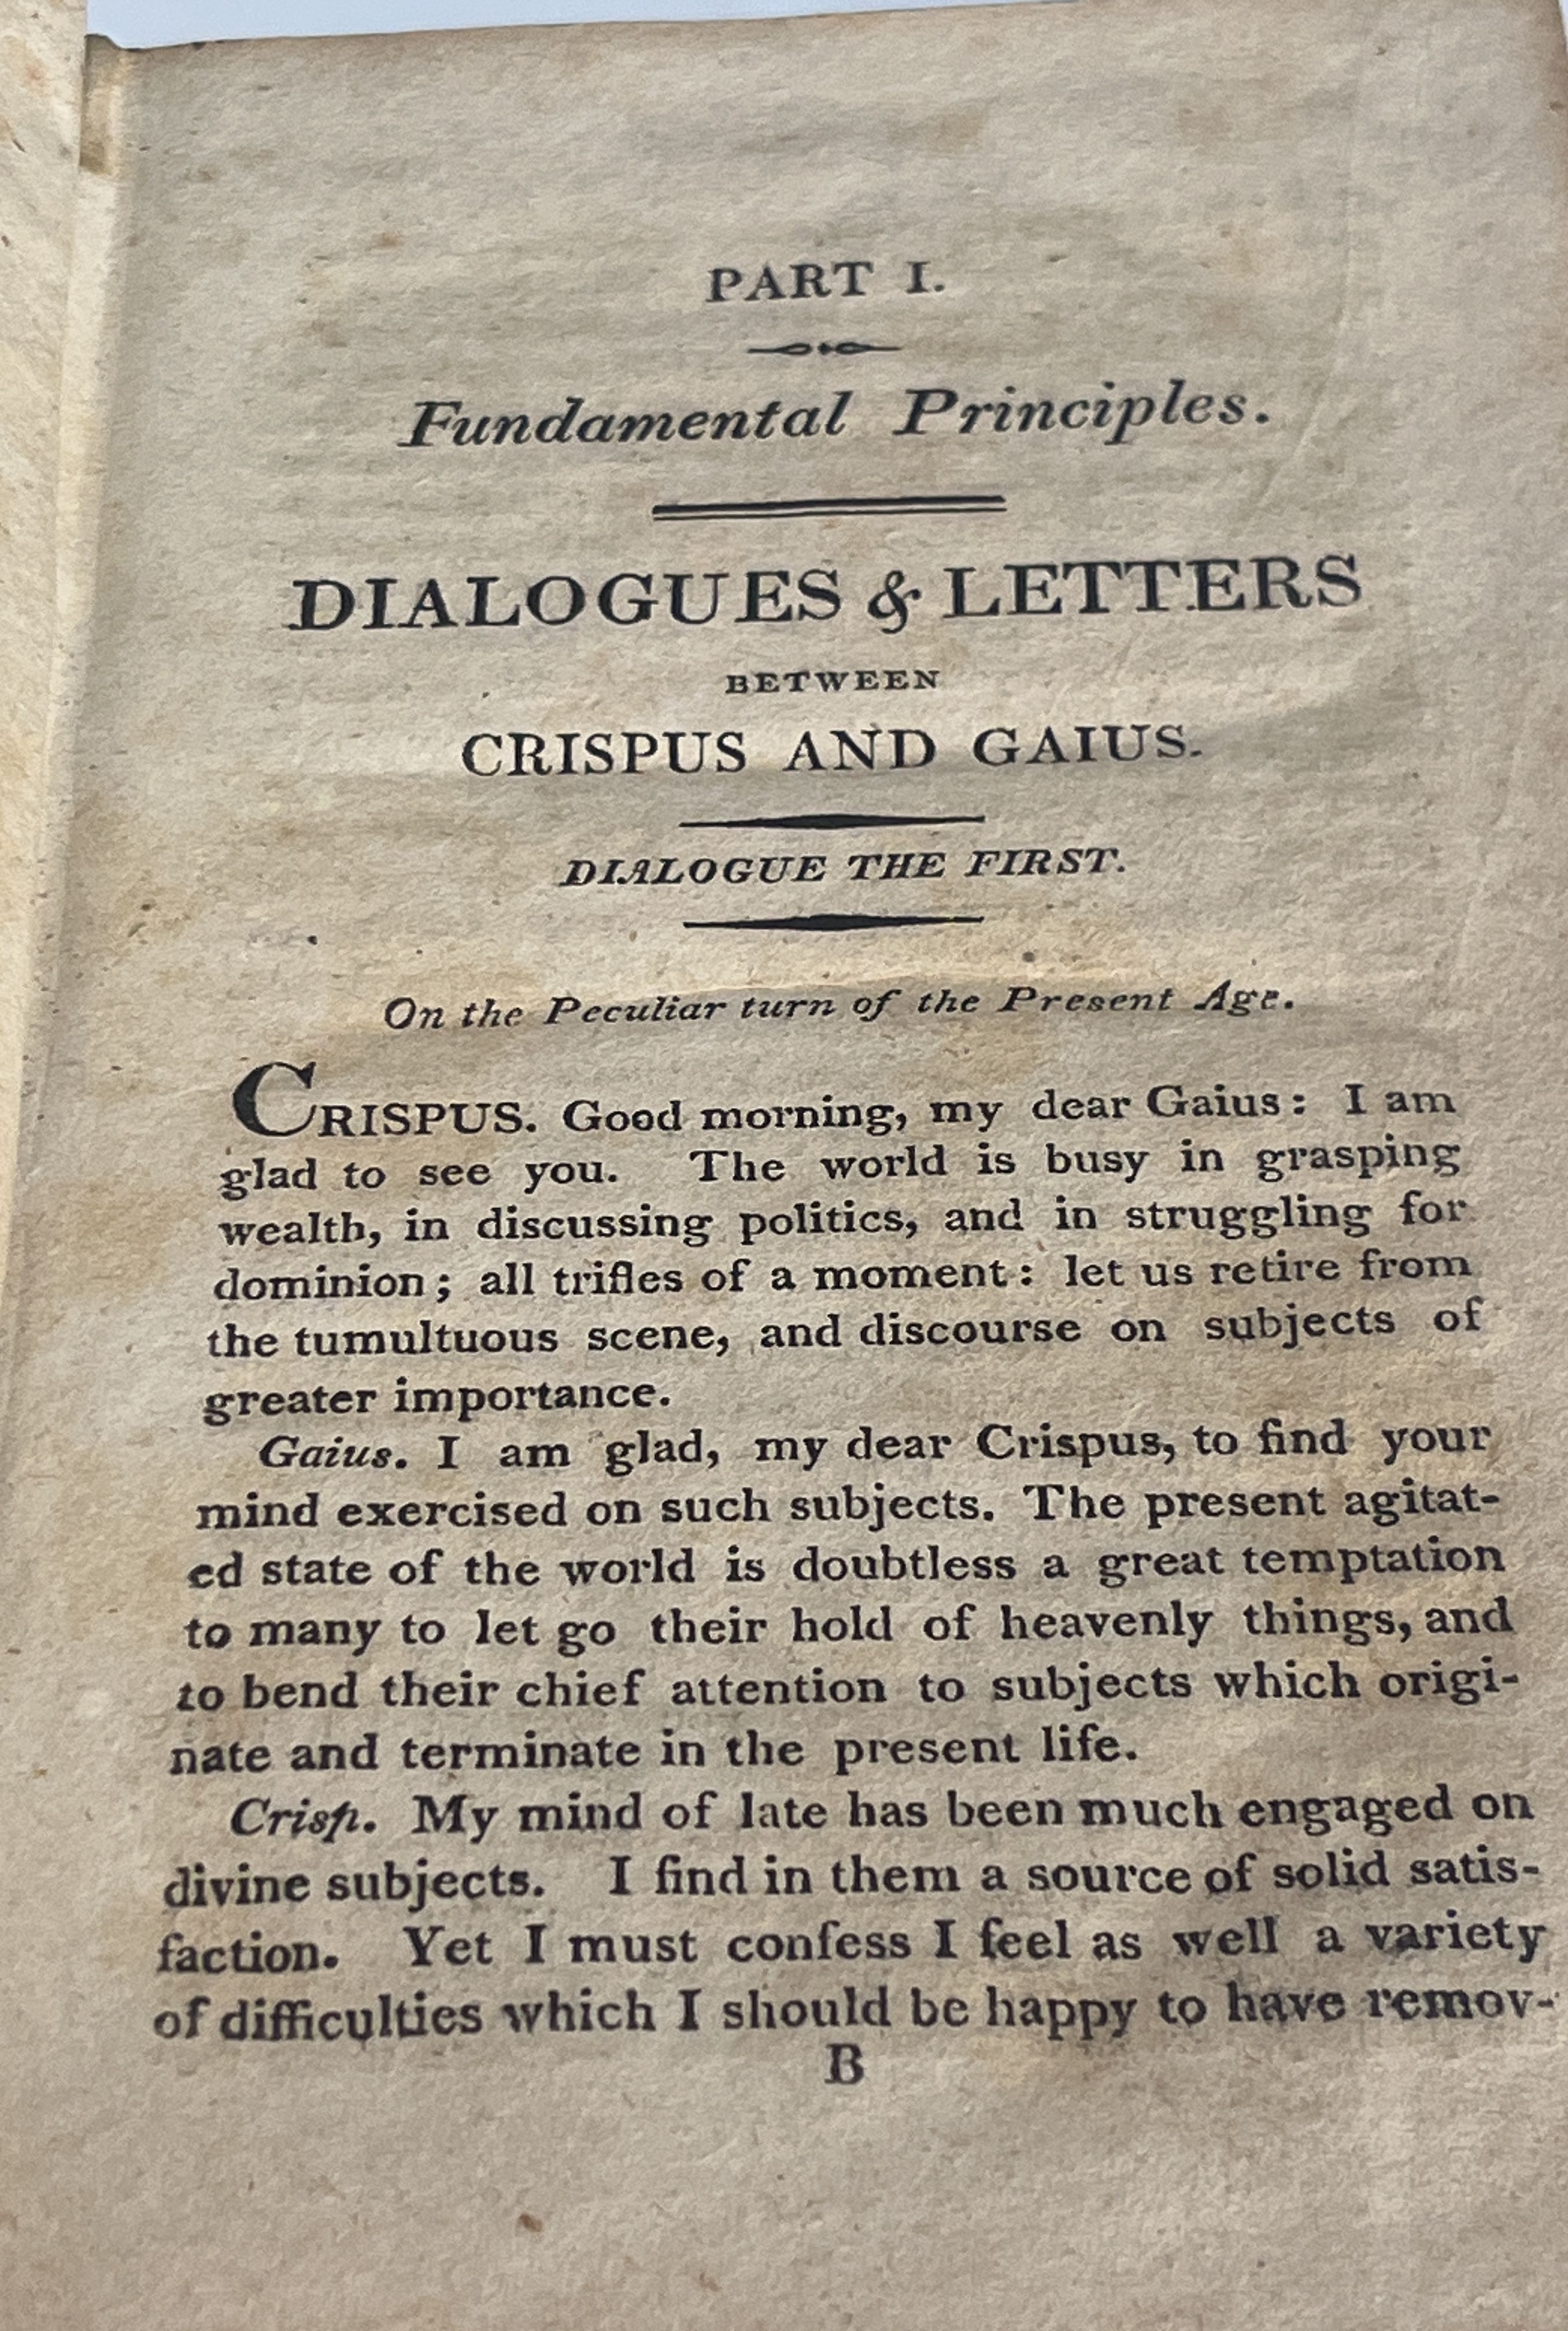 PART I.
Fundamental Principles.
DIALOGUES & LETTERS
BETWEEN
CRISPUS AND GAIUS.
DIALOGUE THE FIRST.
On the Peculiar turn of the Present Age.
CRISPUS. Good morning, my dear Gaius: I am
glad to see you. The world is busy in grasping
wealth, in discussing politics, and in struggling for
dominion; all trifles of a moment: let us retire from
the tumultuous scene, and discourse on subjects of
greater importance.
Gaius. I am glad, my dear Crispus, to find your
mind exercised on such subjects. The present agitat-
ed state of the world is doubtless a great temptation
to many to let go their hold of heavenly things, and
to bend their chief attention to subjects which origi-
nate and terminate in the present life.
Crisp. My mind of late has been much engaged on
divine subjects. I find in them a source of solid satis-
faction. Yet I must confess I feel as well a variety
of difficulties which I should be happy to have remov-
B